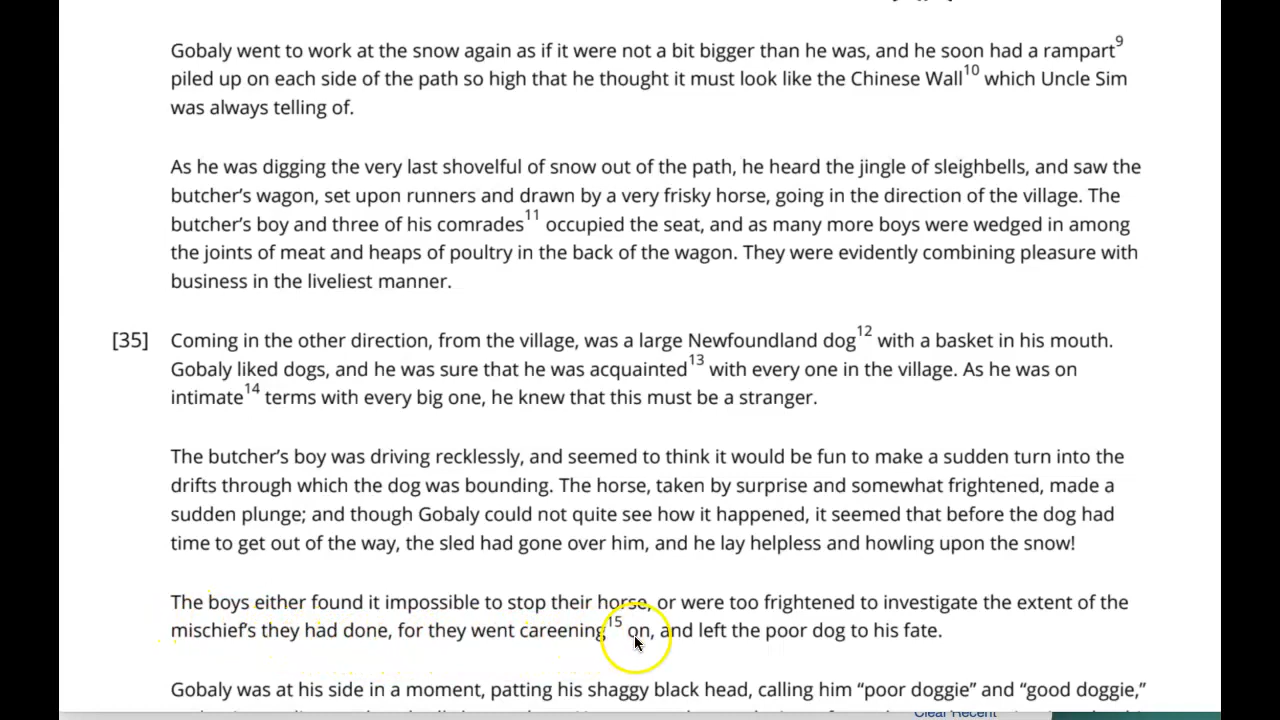 Gobaly went to work at the snow again as if it were not a bit bigger than he was, and he soon had a rampart9
piled up on each side of the path so high that he thought it must look like the Chinese Wall10 which Uncle Sim
was always telling of.
As he was digging the very last shovelful of snow out of the path, he heard the jingle of sleighbells, and saw the
butcher’s wagon, set upon runners and drawn by a very frisky horse, going in the direction of the village. The
butcher’s boy and three of his comrades11 occupied the seat, and as many more boys were wedged in among
the joints of meat and heaps of poultry in the back of the wagon. They were evidently combining pleasure with
business in the liveliest manner.
[35] Coming in the other direction, from the village, was a large Newfoundland dog12 with a basket in his mouth.
Gobaly liked dogs, and he was sure that he was acquainted13 with every one in the village. As he was on
intimate14 terms with every big one, he knew that this must be a stranger.
The butcher’s boy was driving recklessly, and seemed to think it would be fun to make a sudden turn into the
drifts through which the dog was bounding. The horse, taken by surprise and somewhat frightened, made a
sudden plunge; and though Gobaly could not quite see how it happened, it seemed that before the dog had
time to get out of the way, the sled had gone over him, and he lay helpless and howling upon the snow!
The boys either found it impossible to stop their horse, or were too frightened to investigate the extent of the
mischief’s they had done, for they went careening15 on, and left the poor dog to his fate.
Gobaly was at his side in a moment, patting his shaggy black head, calling him “poor doggie” and “good doggie,”
Clear Recent